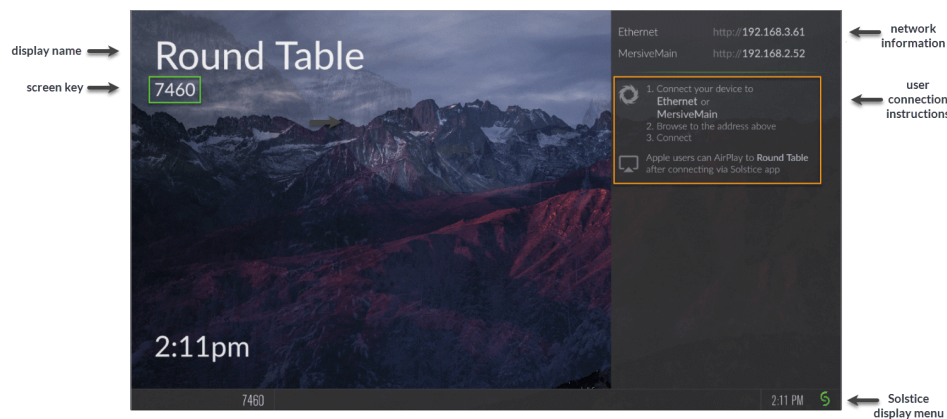 display name
screen key
Round Table
7460
2:11pm
Ethernet http://192.168.3.61
MersiveMain http://192.168.2.52
1. Connect your device to
Ethernet or
MersiveMain
2. Browse to the address above
3. Connect
Apple users can AirPlay to Round Table
after connecting via Solstice app
network
information
user
connection
instructions
7460
2:11 PM
Solstice
display menu